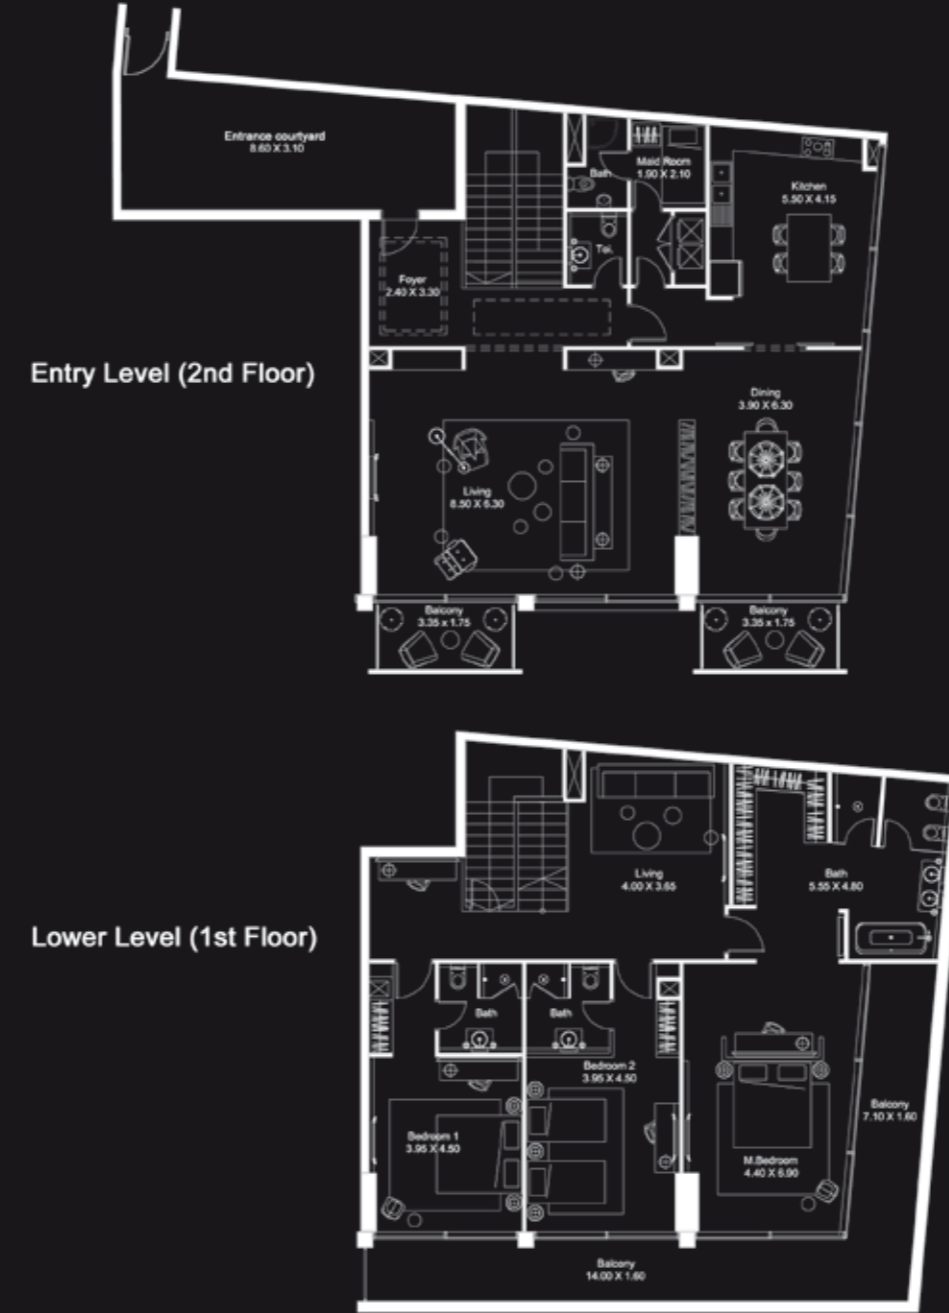 Entrance courtyard
8.60 X 3.10
Bath
Maid Room
1.90 X 2.10
Kitchen
5.50 X 4.15
Tol.
Foyer
2.40 X 3.30
Entry Level (2nd Floor)
Dining
3.90 X 6.30
Living
8.50 X 6.30
Balcony
3.35 x 1.75
Balcony
3.35 x 1.75
Living
4.00 X 3.65
Bath
5.55 X 4.80
Lower Level (1st Floor)
Bath
Bath
Bedroom 2
3.95 X 4.50
Balcony
7.10 X 1.60
Bedroom 1
3.95 X 4.50
M.Bedroom
4.40 X 6.90
Balcony
14.00 X 1.60